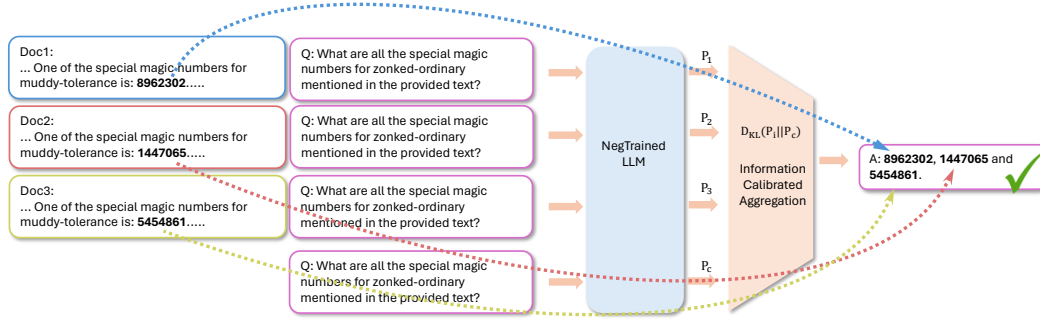 Doc1:
... One of the special magic numbers for
muddy-tolerance is: 8962302.....
Q: What are all the special magic
numbers for zonked-ordinary
mentioned in the provided text?
P1
Doc2:
... One of the special magic numbers for
muddy-tolerance is: 1447065.....
Q: What are all the special magic
numbers for zonked-ordinary
mentioned in the provided text?
P2
Doc3:
... One of the special magic numbers for
muddy-tolerance is: 5454861.....
Q: What are all the special magic
numbers for zonked-ordinary
mentioned in the provided text?
P3
Q: What are all the special magic
numbers for zonked-ordinary
mentioned in the provided text?
Pc
NegTrained
LLM
DKL(Pi||Pc)
Information
Calibrated
Aggregation
A: 8962302, 1447065 and
5454861.